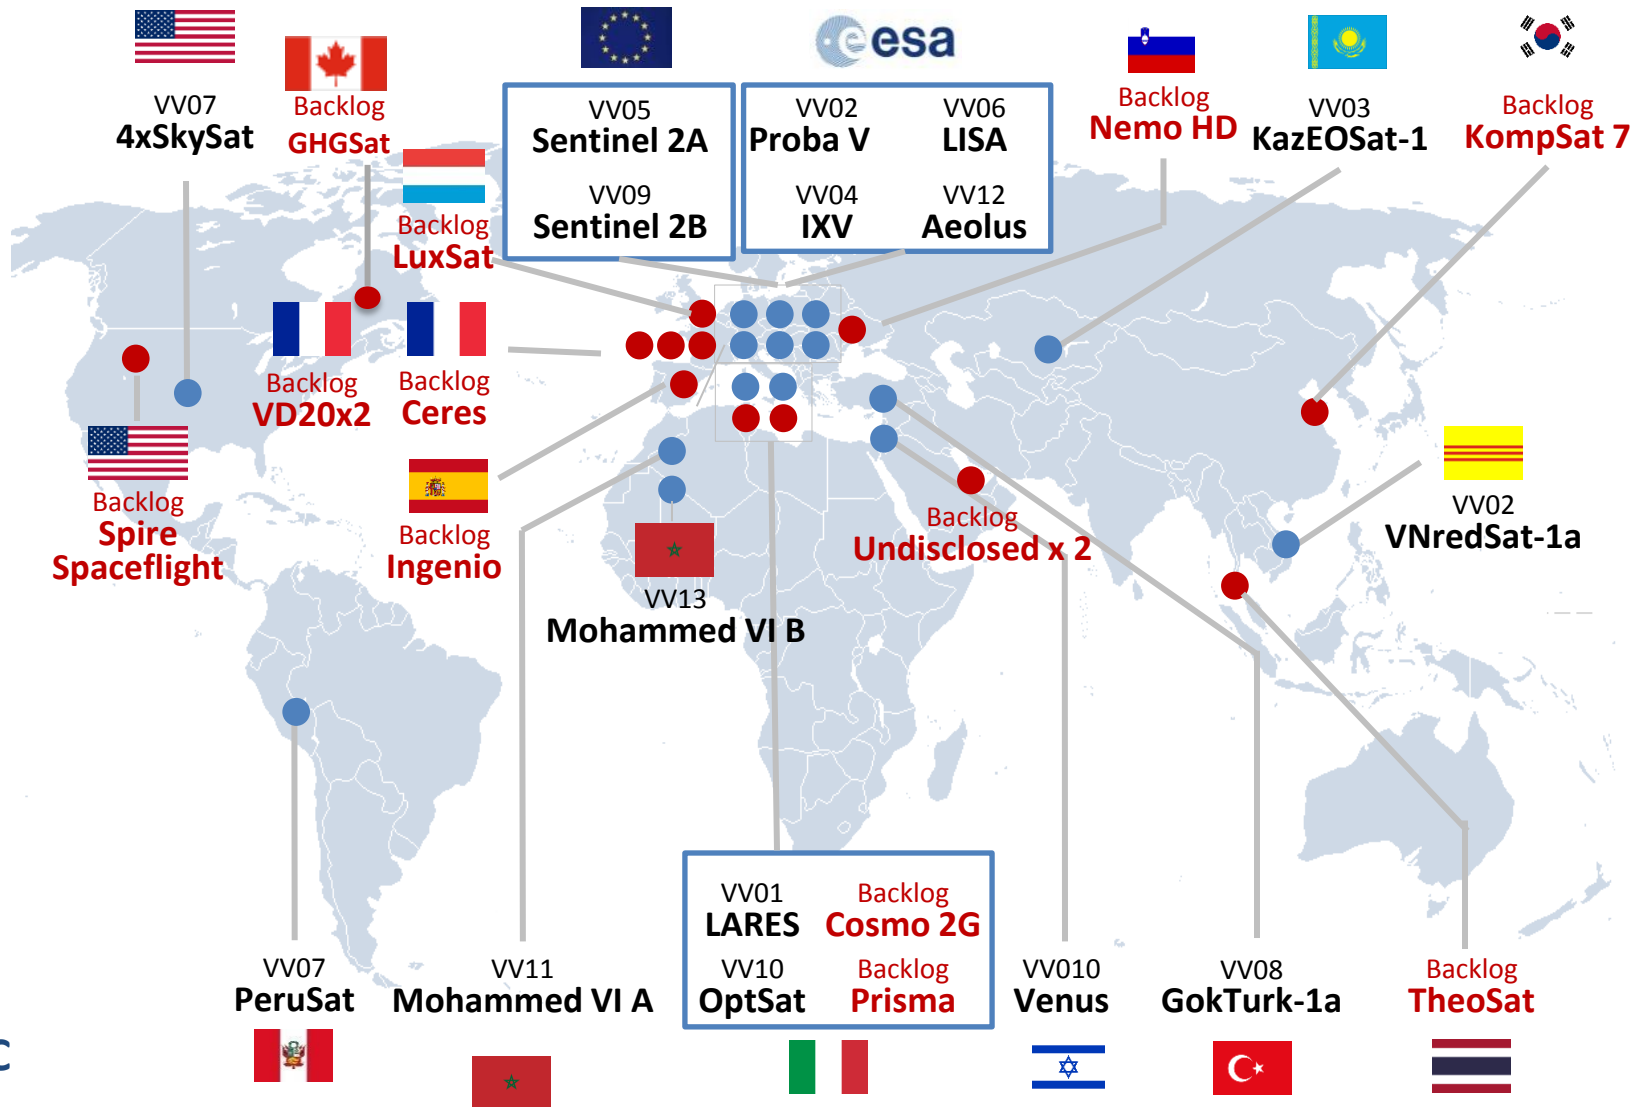 esa
VV07
4xSkySat
Backlog
GHGSat
Backlog
LuxSat
VV05
Sentinel 2A
VV09
Sentinel 2B
VV02
Proba V
VV06
LISA
VV04
IXV
VV12
Aeolus
Backlog
Nemo HD
VV03
KazEOSat-1
Backlog
KompSat 7
Backlog
VD20x2
Backlog
Ceres
Backlog
Spire
Spaceflight
Backlog
Ingenio
VV13
Mohammed VI B
Backlog
Undisclosed x 2
VV02
VNredSat-1a
VV07
PeruSat
VV11
Mohammed VI A
VV01
LARES
Backlog
Cosmo 2G
VV10
OptSat
Backlog
Prisma
VV010
Venus
VV08
GokTurk-1a
Backlog
TheoSat